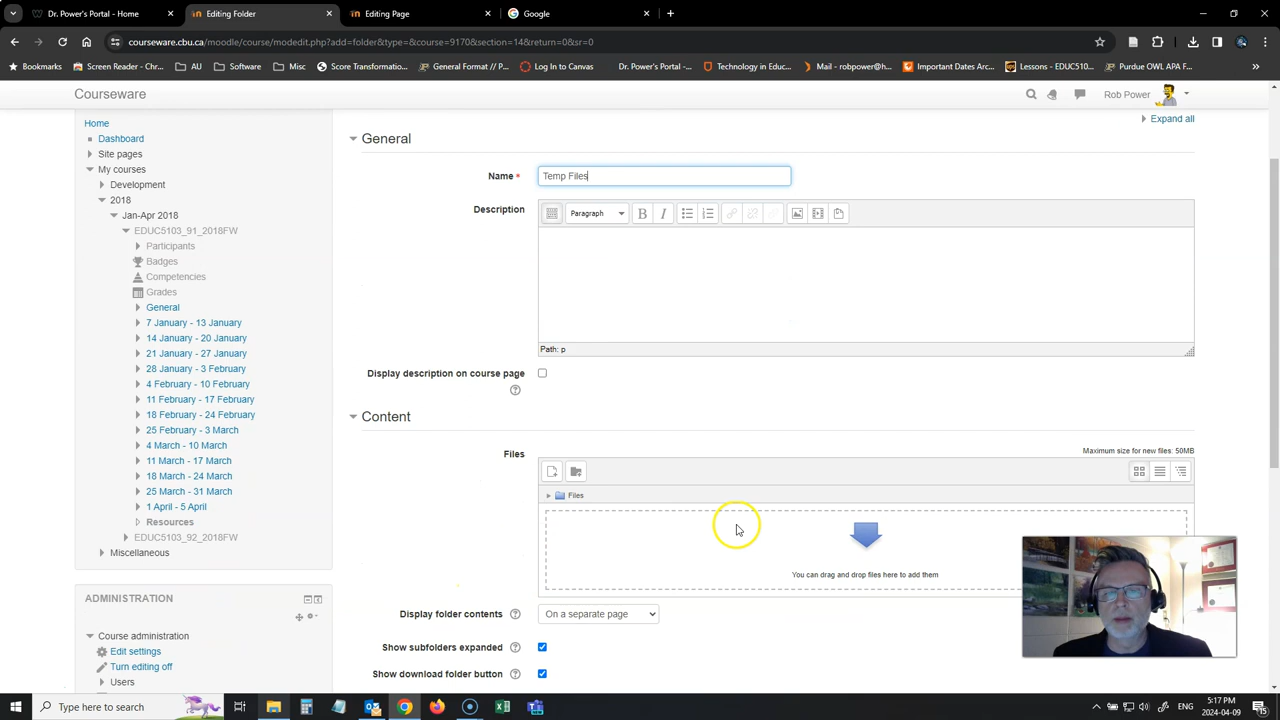 Dr. Power's Portal - Home
Editing Folder
Editing Page
Google
courseware.cbu.ca/moodle/course/modedit.php?add=folder&type=&course=9170&section=14&return=0&sr=0
Bookmarks
Screen Recording
AU
Software
Misc
Score Transformation...
General Format // P...
Log In to Canvas
Dr. Power's Portal -...
Technology in Educ...
Mail - robpower@h...
Important Dates Arc...
Lessons - EDUC5103...
Purdue OWL APA F...
Courseware
Rob Power
Home
Dashboard
Site pages
My courses
Development
2018
Jan-Apr 2018
EDUC5103_91_2018FW
Participants
Badges
Competencies
Grades
General
7 January - 13 January
14 January - 20 January
21 January - 27 January
28 January - 3 February
4 February - 10 February
11 February - 17 February
18 February - 24 February
25 February - 3 March
4 March - 10 March
11 March - 17 March
18 March - 24 March
25 March - 31 March
1 April - 5 April
Resources
EDUC5103_92_2018FW
Miscellaneous
ADMINISTRATION
Course administration
Edit settings
Turn editing off
Users
Expand all
General
Name
Temp Files
Description
Paragraph
Path: p
Display description on course page
Content
Files
Maximum size for new files: 50MB
Files
You can drag and drop files here to add them
Display folder contents
On a separate page
Show subfolders expanded
Show download folder button
Type here to search
5:17 PM
2024-04-09